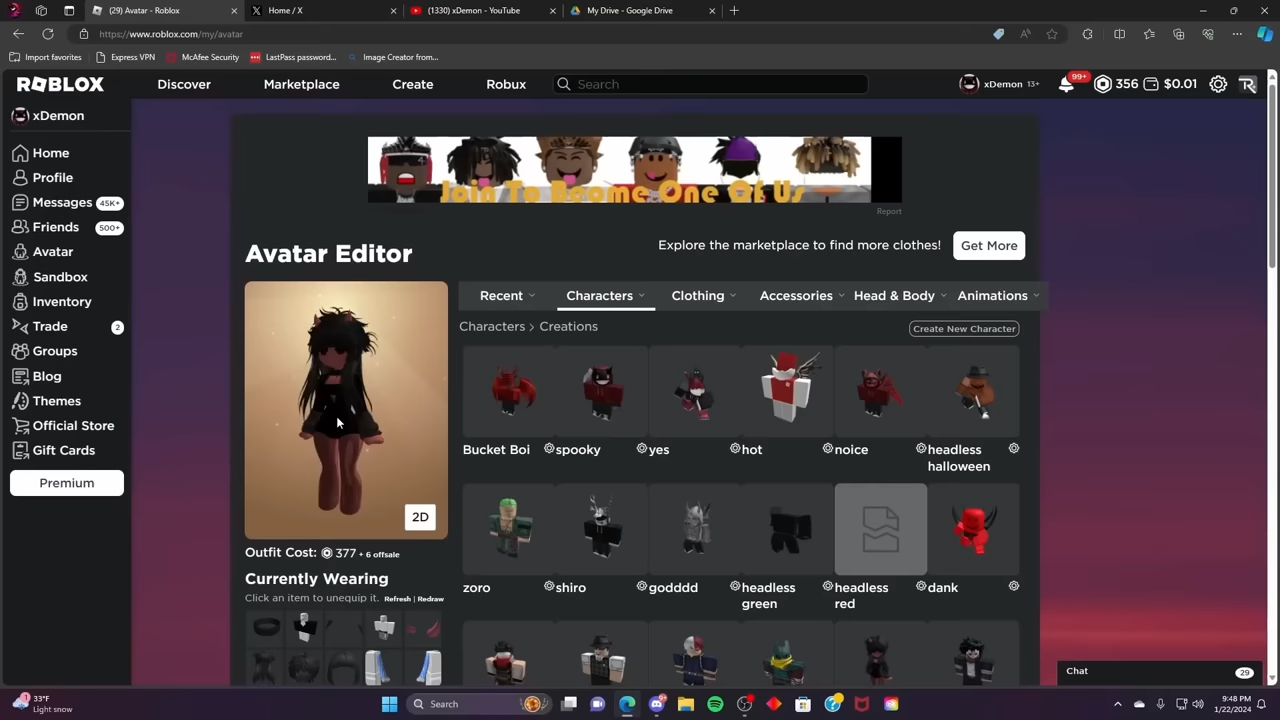 (29) Avatar - Roblox
Home / X
(1330) xDemon - YouTube
My Drive - Google Drive
https://www.roblox.com/my/avatar
Import favorites
Express VPN
McAfee Security
LastPass password...
Image Creator from...
ROBLOX
Discover
Marketplace
Create
Robux
Search
xDemon 13+
99+
356
$0.01
xDemon
Home
Profile
Messages 45K+
Friends 500+
Avatar
Sandbox
Inventory
Trade 2
Groups
Blog
Themes
Official Store
Gift Cards
Premium
Join To Beome One Of Us
Report
Avatar Editor
Explore the marketplace to find more clothes!
Get More
Recent
Characters
Clothing
Accessories
Head & Body
Animations
Characters > Creations
Create New Character
Bucket Boi
spooky
yes
hot
noice
headless
halloween
2D
zoro
shiro
godddd
headless
green
headless
red
dank
Outfit Cost: 377 + 6 offsale
Currently Wearing
Click an item to unequip it. Refresh | Redraw
Chat
29
33°F
Light snow
Search
9:48 PM
1/22/2024